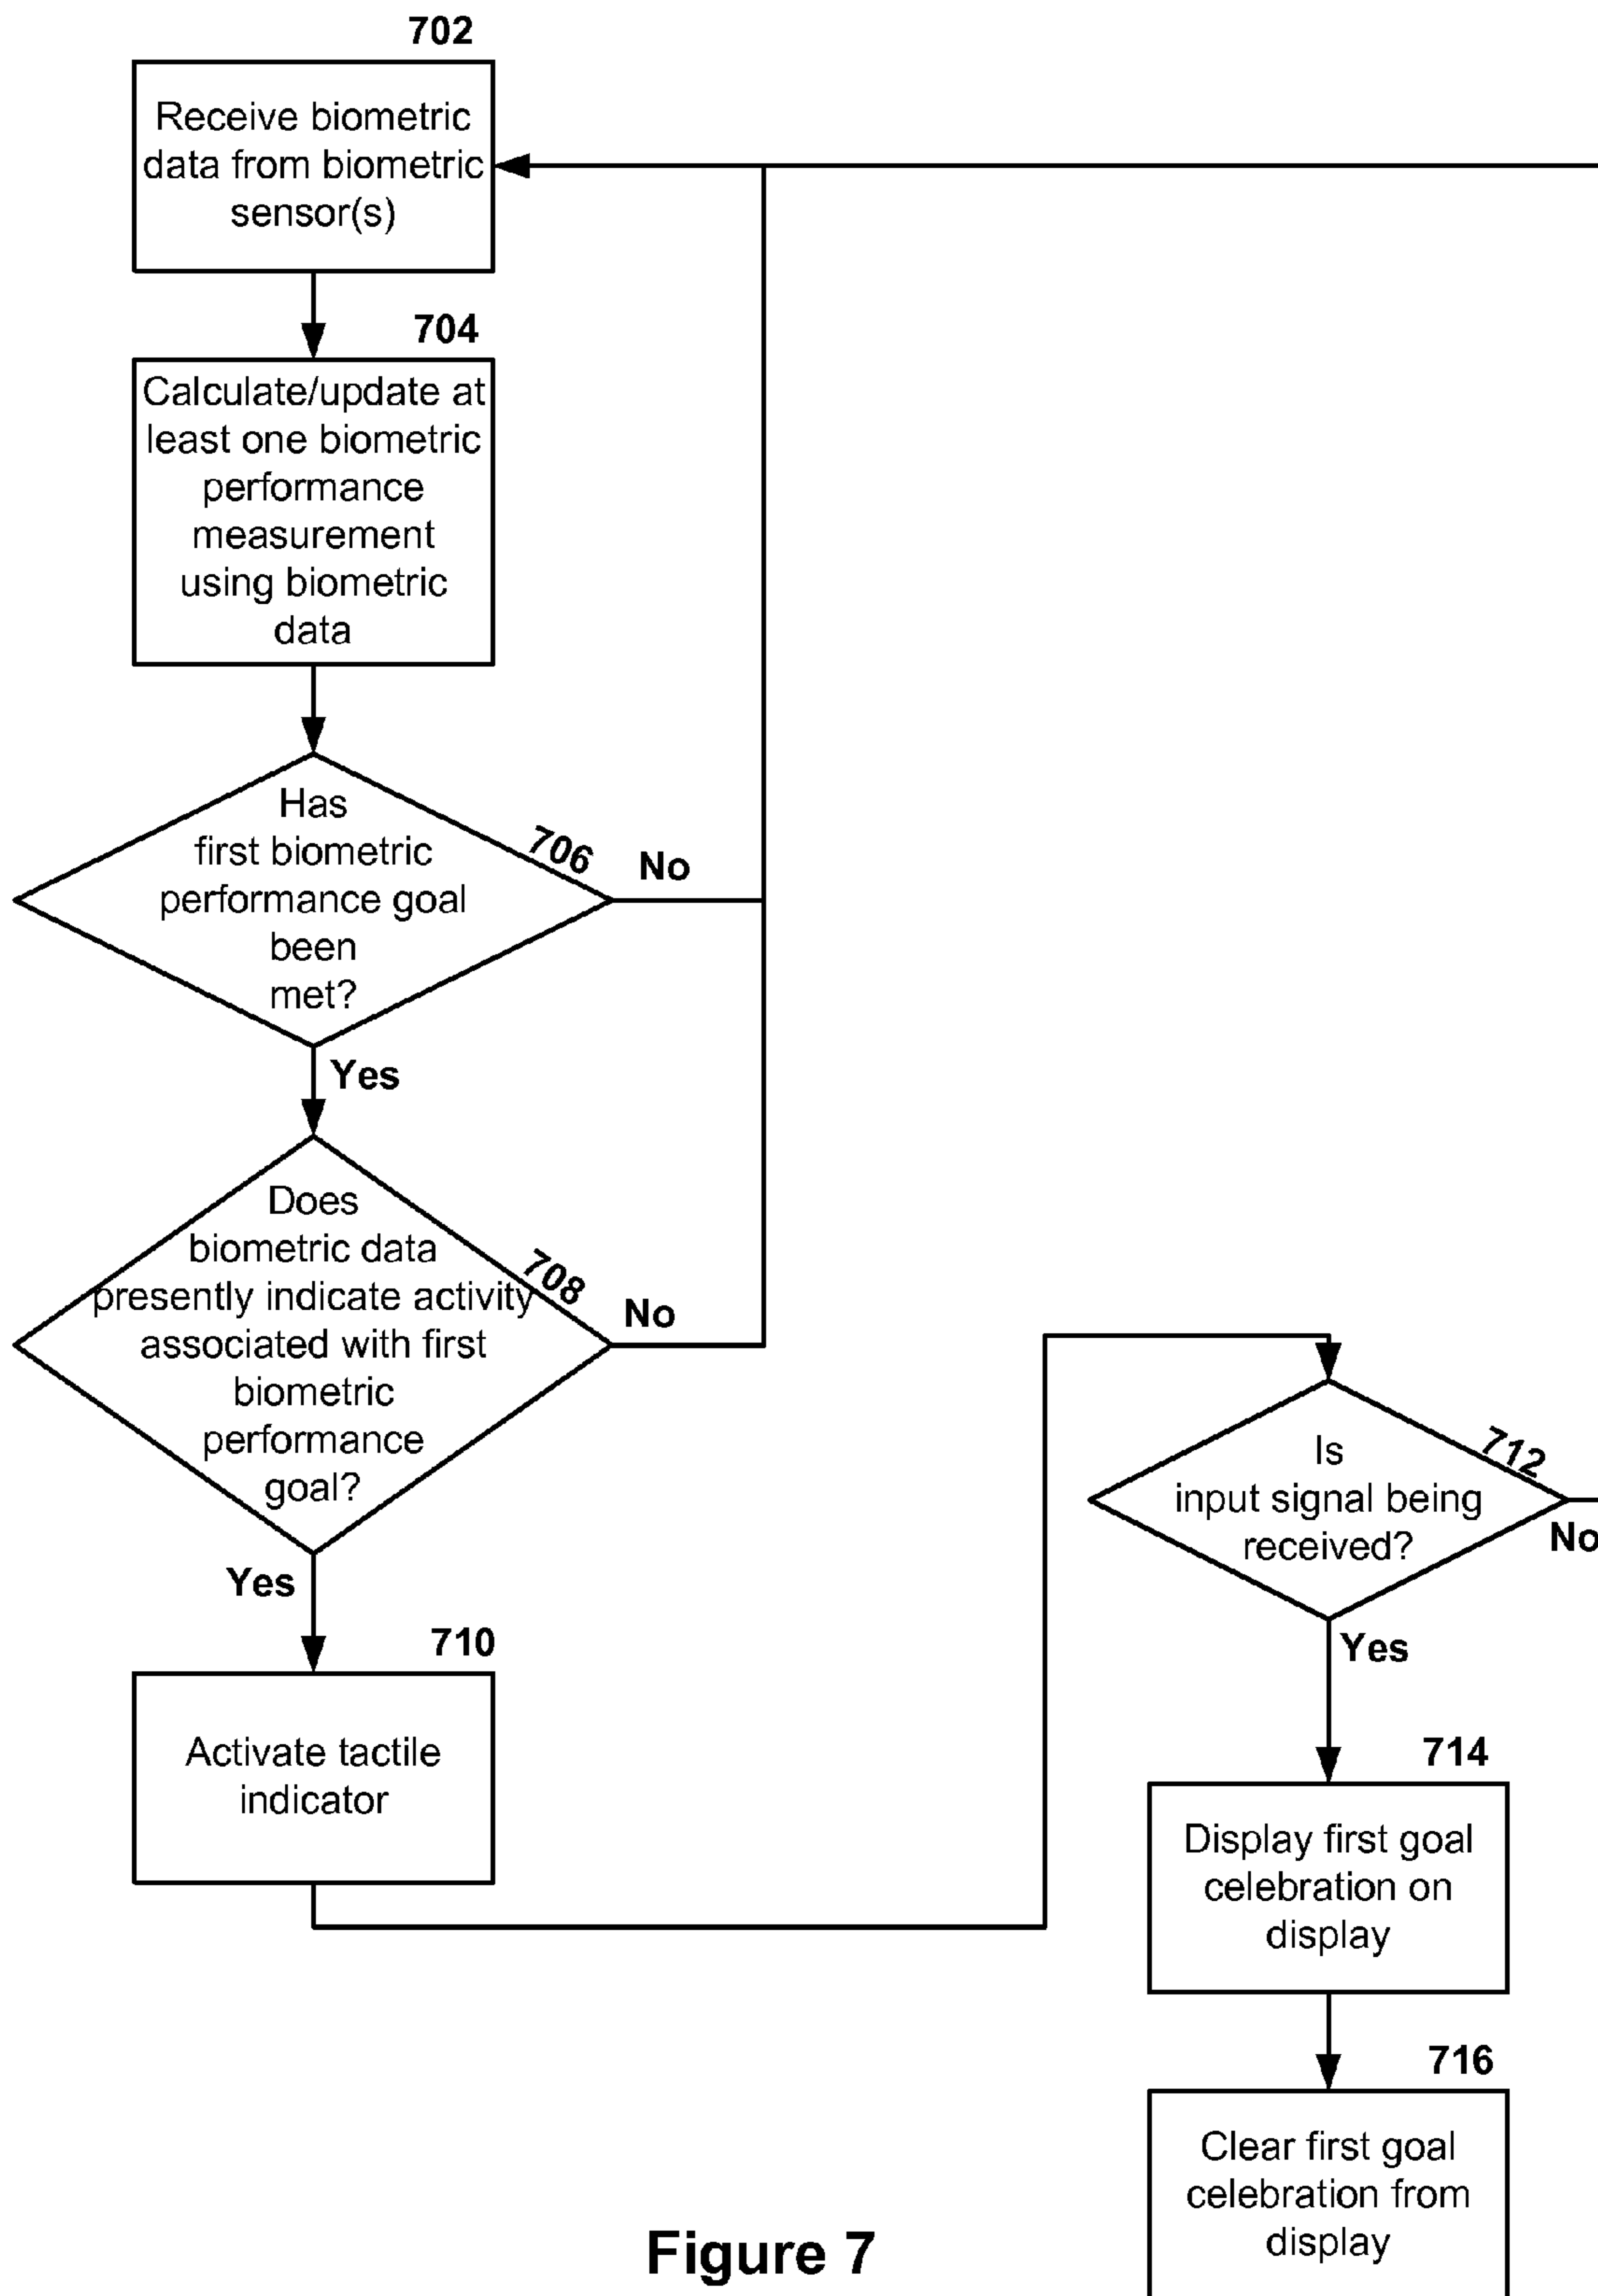 702
Receive biometric
data from biometric
sensor(s)
704
Calculate/update at
least one biometric
performance
measurement
using biometric
data
Has
first biometric
performance goal
been
met?
706
No
Yes
Does
biometric data
presently indicate activity
associated with first
biometric
performance
goal?
708
No
Yes
710
Activate tactile
indicator
Is
input signal being
received?
712
No
Yes
714
Display first goal
celebration on
display
716
Clear first goal
celebration from
display
Figure 7